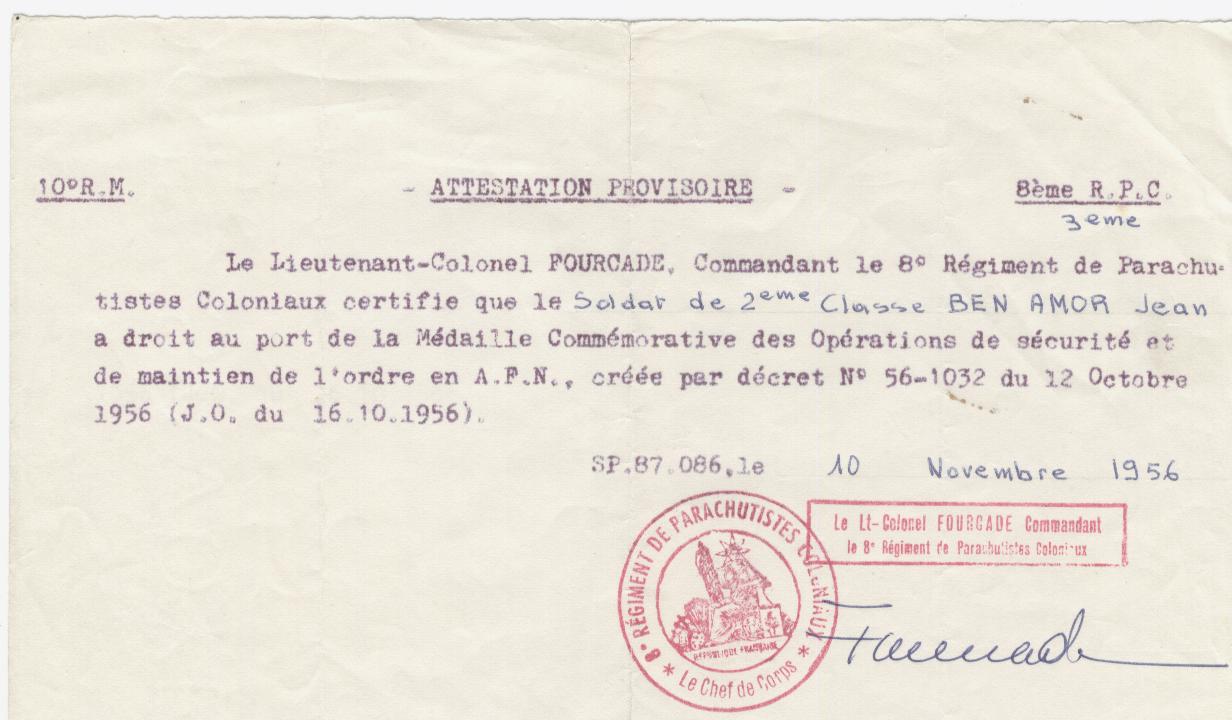 10°R.M. - ATTESTATION PROVISOIRE - 8ème R.P.C.
3eme
Le Lieutenant-Colonel FOURCADE, Commandant le 8° Régiment de Parachu-
tistes Coloniaux certifie que le Soldat de 2eme Classe BEN AMOR Jean
a droit au port de la Médaille Commémorative des Opérations de sécurité et
de maintien de l'ordre en A.F.N., créée par décret N° 56-1032 du 12 Octobre
1956 (J.O. du 16.10.1956).
SP.87.086,le 10 Novembre 1956
8° RÉGIMENT DE PARACHUTISTES COLONIAUX
RÉPUBLIQUE FRANÇAISE
* Le Chef de Corps *
Le Lt-Colonel FOURCADE Commandant
le 8° Régiment de Parachutistes Coloniaux
Fourcade